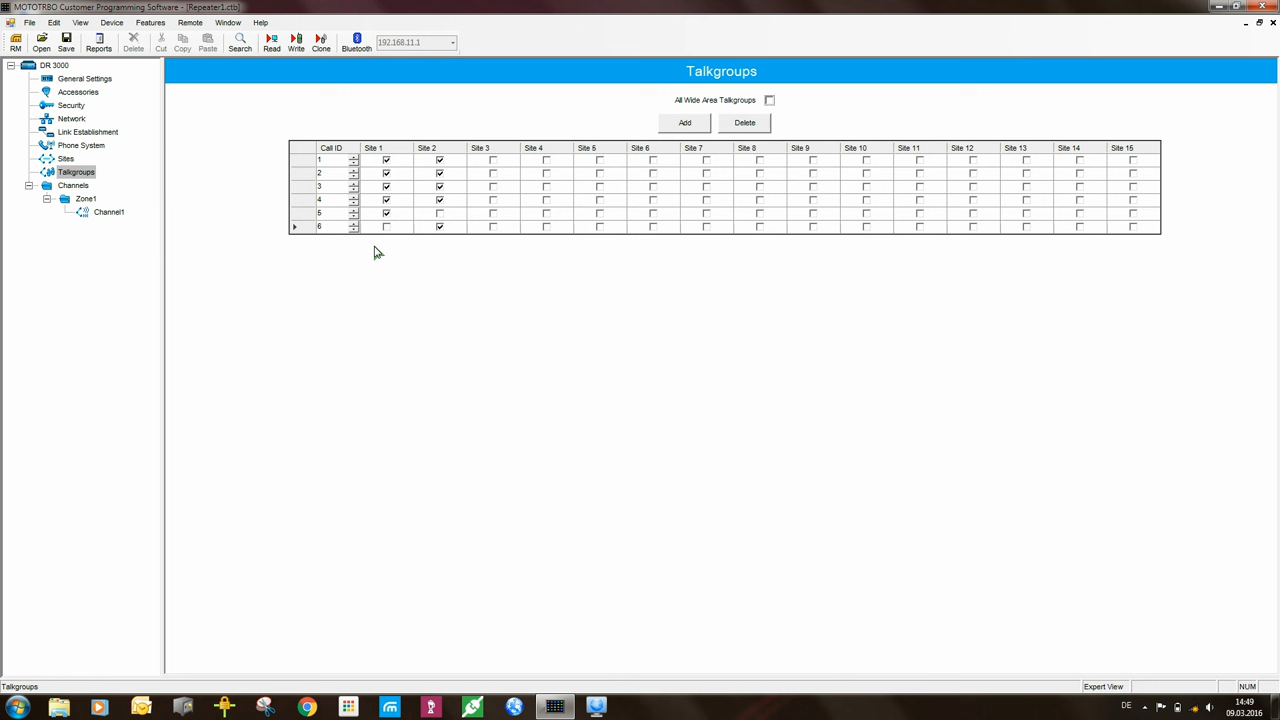 MOTOTRBO Customer Programming Software - [Repeater1.ctb]
File Edit View Device Features Remote Window Help
RM Open Save Reports Delete Cut Copy Paste Search Read Write Clone Bluetooth 192.168.11.1
DR 3000
General Settings
Accessories
Security
Network
Link Establishment
Phone System
Sites
Talkgroups
Channels
Zone1
Channel1
Talkgroups
All Wide Area Talkgroups
Add Delete
Call ID Site 1 Site 2 Site 3 Site 4 Site 5 Site 6 Site 7 Site 8 Site 9 Site 10 Site 11 Site 12 Site 13 Site 14 Site 15
1
2
3
4
5
6
Talkgroups Expert View NUM
DE 14:49
09.03.2016